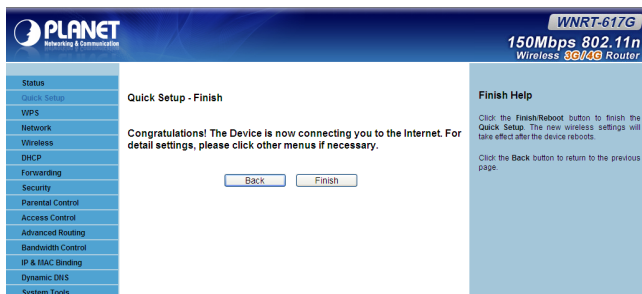 PLANET
Networking & Communication
WNRT-617G
150Mbps 802.11n
Wireless 3G/4G Router
Status
Quick Setup
WPS
Network
Wireless
DHCP
Forwarding
Security
Parental Control
Access Control
Advanced Routing
Bandwidth Control
IP & MAC Binding
Dynamic DNS
System Tools
Quick Setup - Finish
Congratulations! The Device is now connecting you to the Internet. For
detail settings, please click other menus if necessary.
Back
Finish
Finish Help
Click the Finish/Reboot button to finish the
Quick Setup. The new wireless settings will
take effect after the device reboots.
Click the Back button to return to the previous
page.